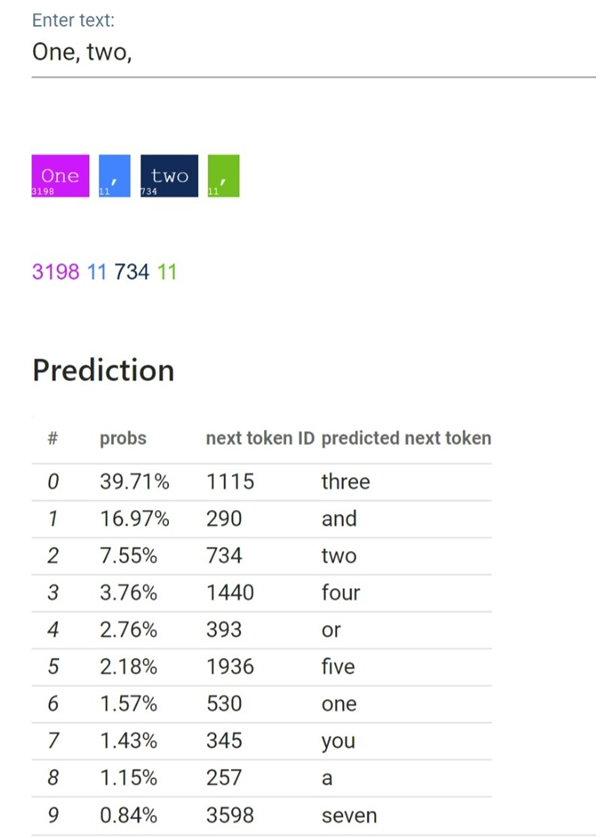 Enter text:
One, two,
One , two ,
3198 11 734 11
3198 11 734 11
Prediction
# probs next token ID predicted next token
0 39.71% 1115 three
1 16.97% 290 and
2 7.55% 734 two
3 3.76% 1440 four
4 2.76% 393 or
5 2.18% 1936 five
6 1.57% 530 one
7 1.43% 345 you
8 1.15% 257 a
9 0.84% 3598 seven